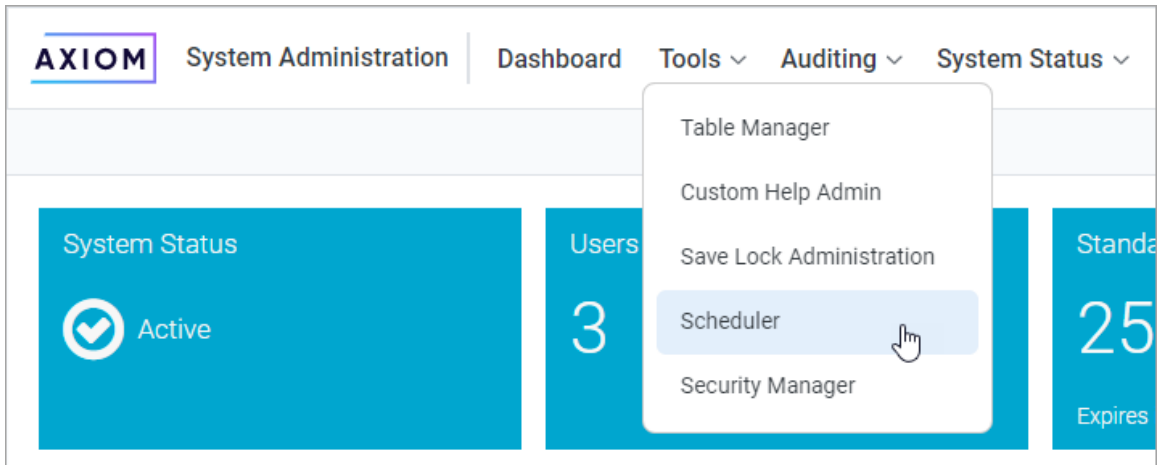 AXIOM System Administration Dashboard Tools Auditing System Status
Table Manager
Custom Help Admin
Save Lock Administration
Scheduler
Security Manager
System Status
Active
Users
3
25
Expires